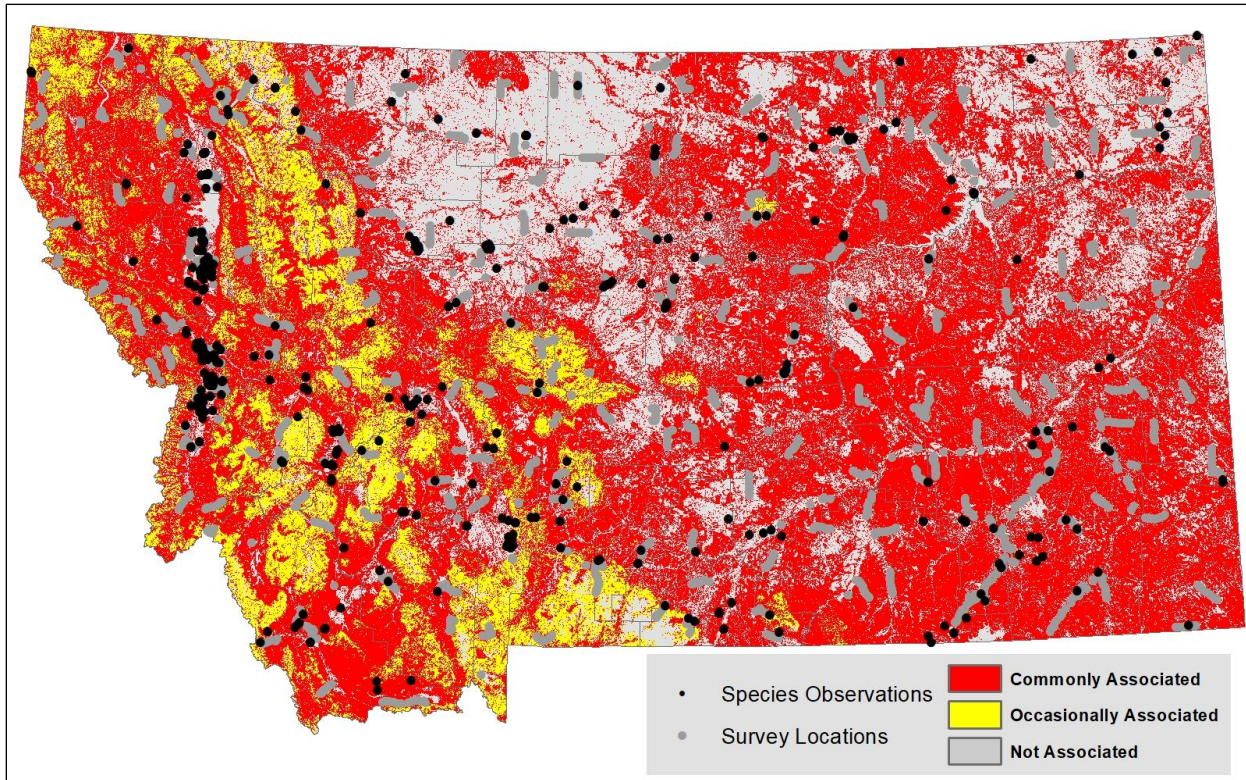 Species Observations
Survey Locations
Commonly Associated
Occasionally Associated
Not Associated